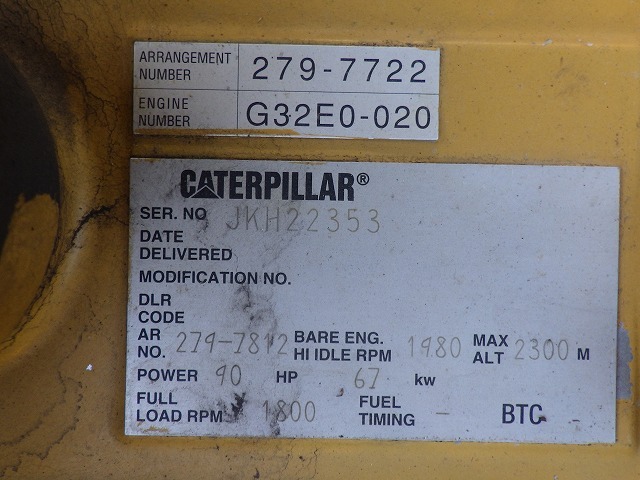 ARRANGEMENT NUMBER 279-7722
ENGINE NUMBER G32E0-020
CATERPILLAR®
SER. NO JKH22353
DATE
DELIVERED
MODIFICATION NO.
DLR
CODE
AR NO. 279-7812 BARE ENG. HI IDLE RPM 1980 MAX ALT 2300 M
POWER 90 HP 67 kw
FULL LOAD RPM 1800 FUEL TIMING - BTC -